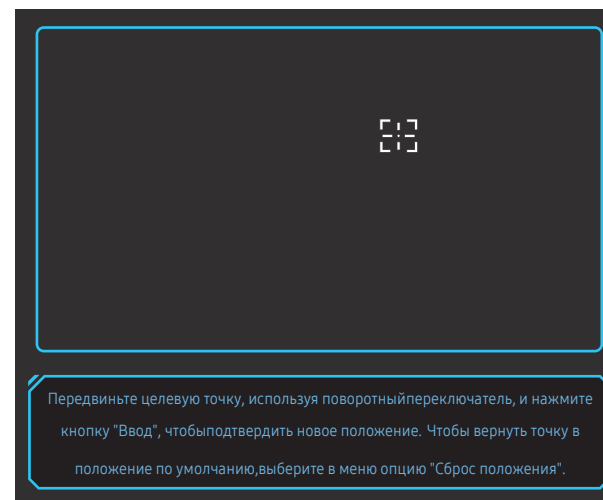 Передвиньте целевую точку, используя поворотныйпереключатель, и нажмите
кнопку "Ввод", чтобыподтвердить новое положение. Чтобы вернуть точку в
положение по умолчанию,выберите в меню опцию "Сброс положения".